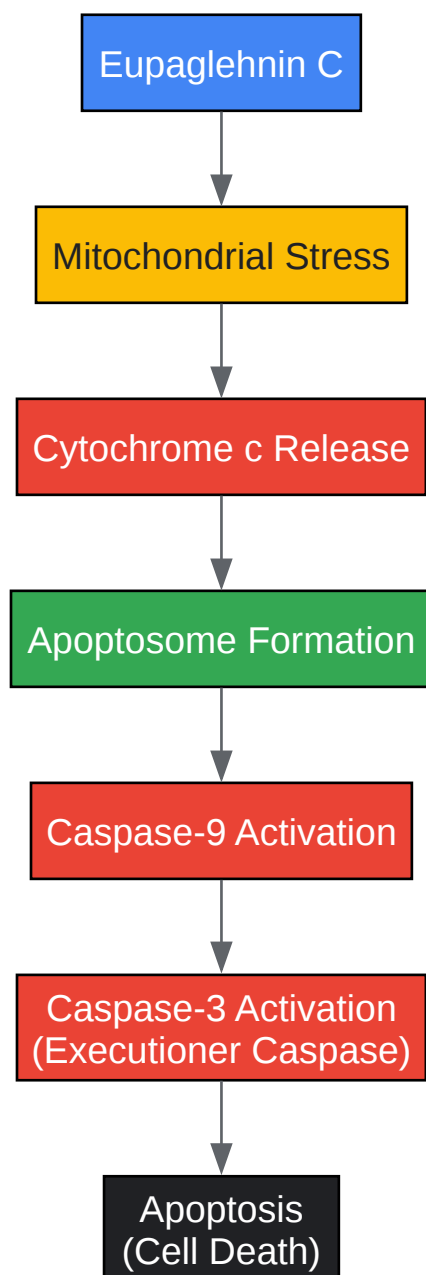 Eupaglehnin C
Mitochondrial Stress
Cytochrome c Release
Apoptosome Formation
Caspase-9 Activation
Caspase-3 Activation
(Executioner Caspase)
Apoptosis
(Cell Death)